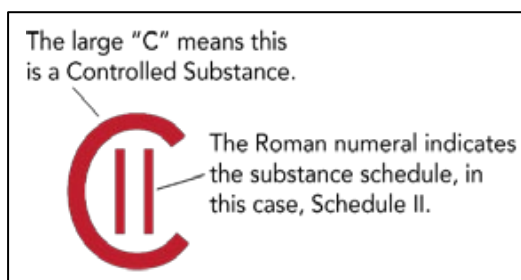 The large “C” means this
is a Controlled Substance.
CII
The Roman numeral indicates
the substance schedule, in
this case, Schedule II.